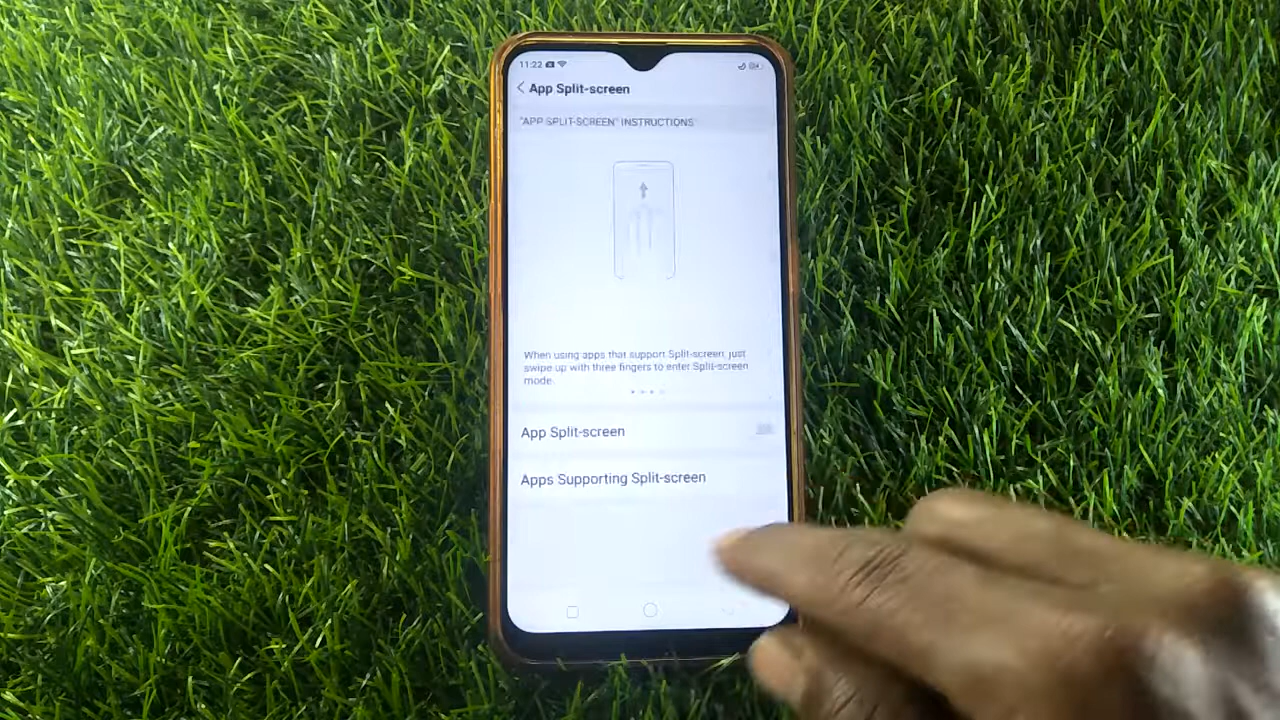 11:22
App Split-screen
"APP SPLIT-SCREEN" INSTRUCTIONS
When using apps that support Split-screen, just
swipe up with three fingers to enter Split-screen
mode.
App Split-screen
Apps Supporting Split-screen